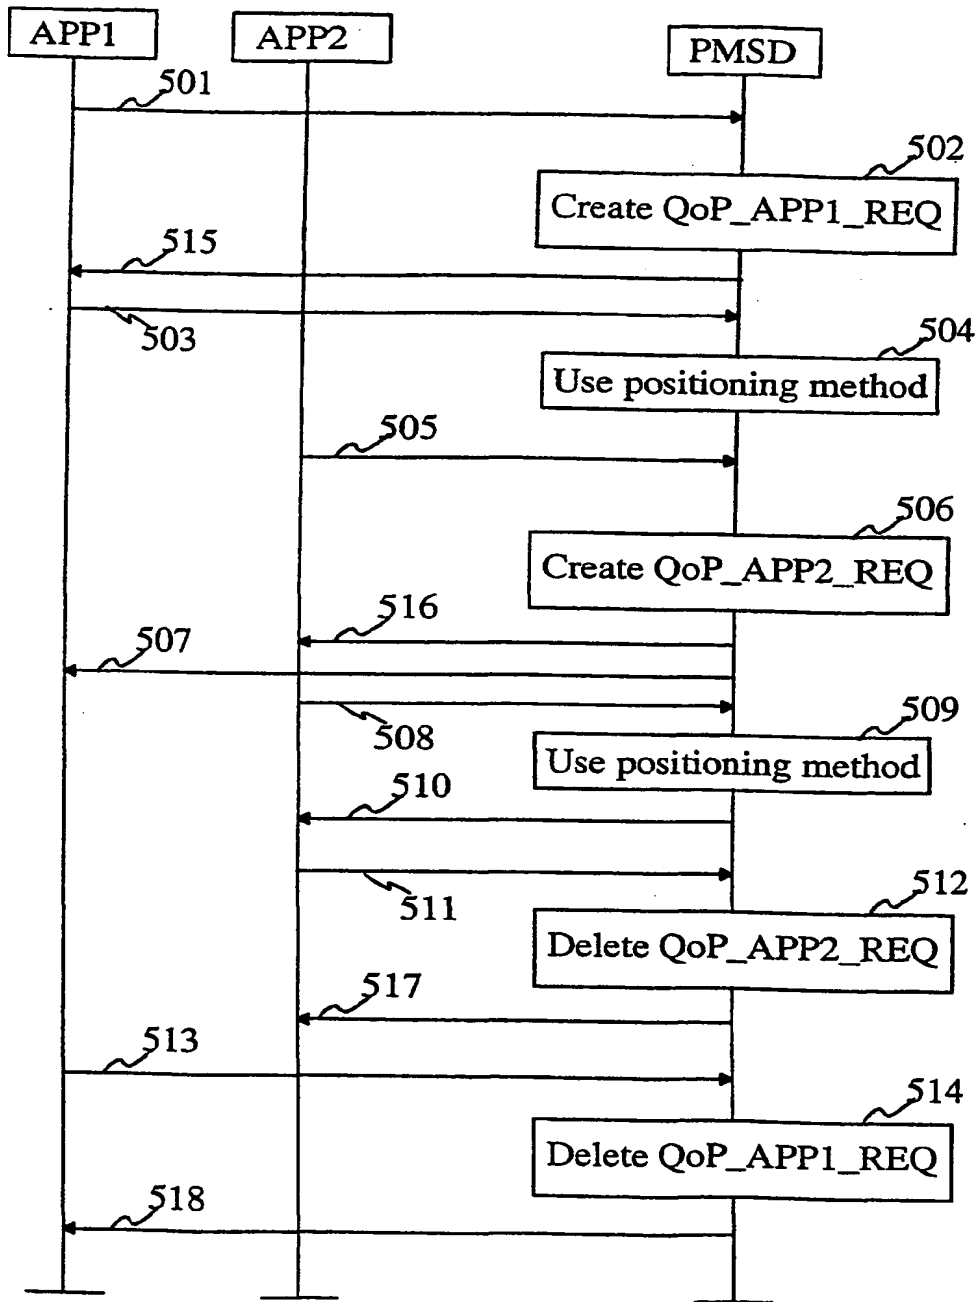 APP1
APP2
PMSD
501
502
Create QoP_APP1_REQ
515
503
504
Use positioning method
505
506
Create QoP_APP2_REQ
516
507
508
509
Use positioning method
510
511
512
Delete QoP_APP2_REQ
517
513
514
Delete QoP_APP1_REQ
518